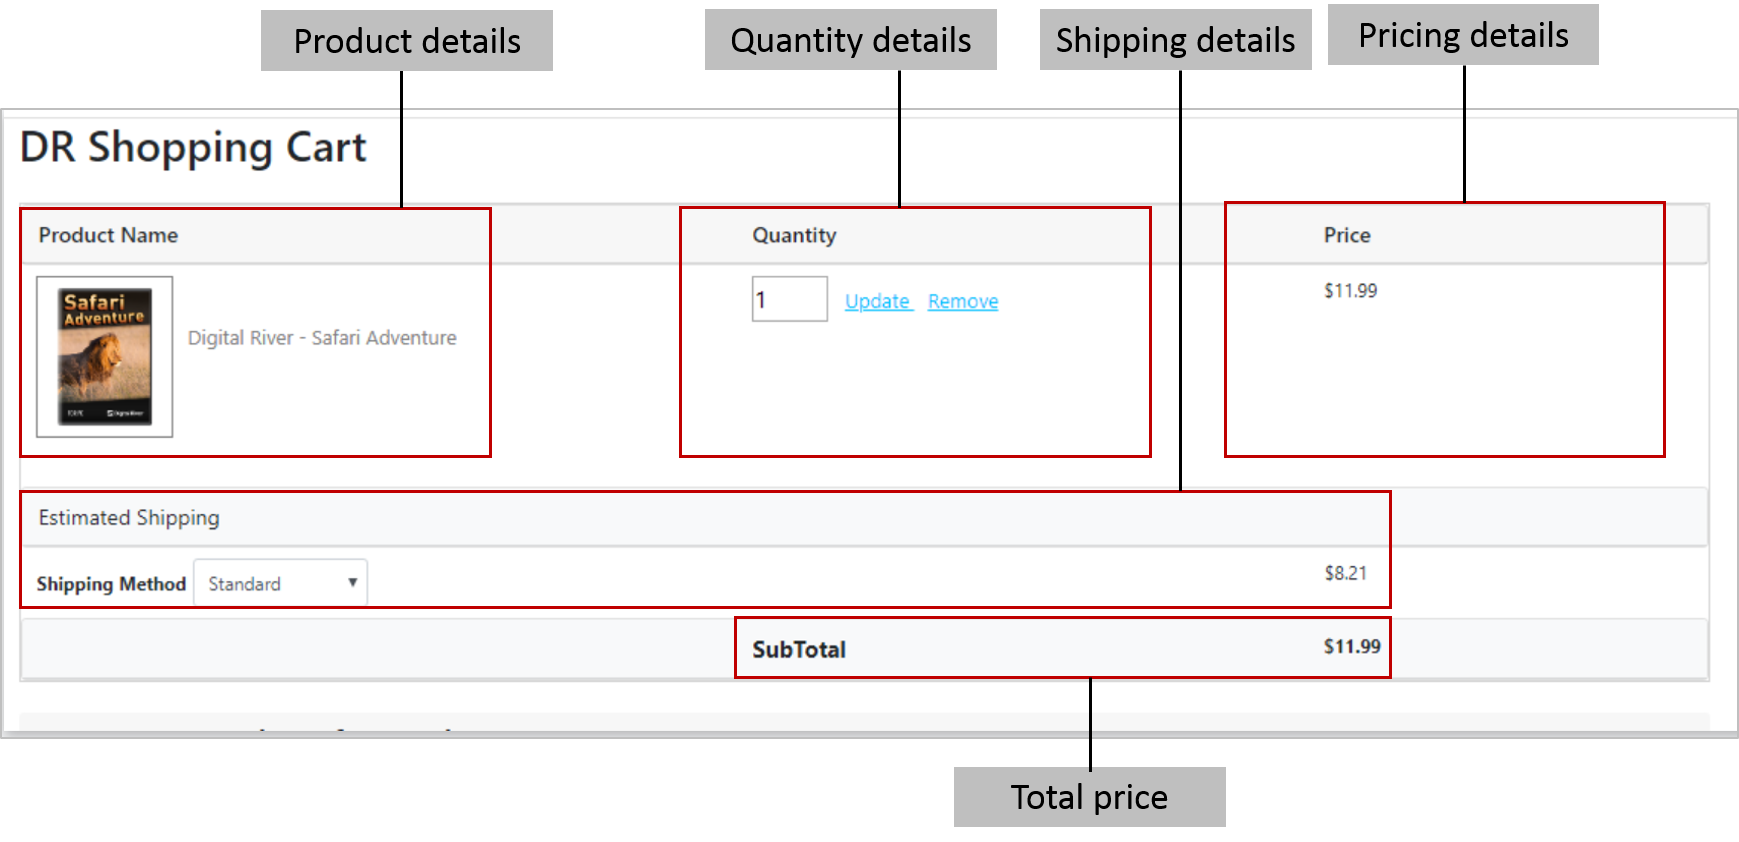 Product details
Quantity details
Shipping details
Pricing details
DR Shopping Cart
Product Name
Quantity
Price
Safari
Adventure
Digital River - Safari Adventure
1
Update
Remove
$11.99
Estimated Shipping
Shipping Method
Standard
$8.21
SubTotal
$11.99
Total price